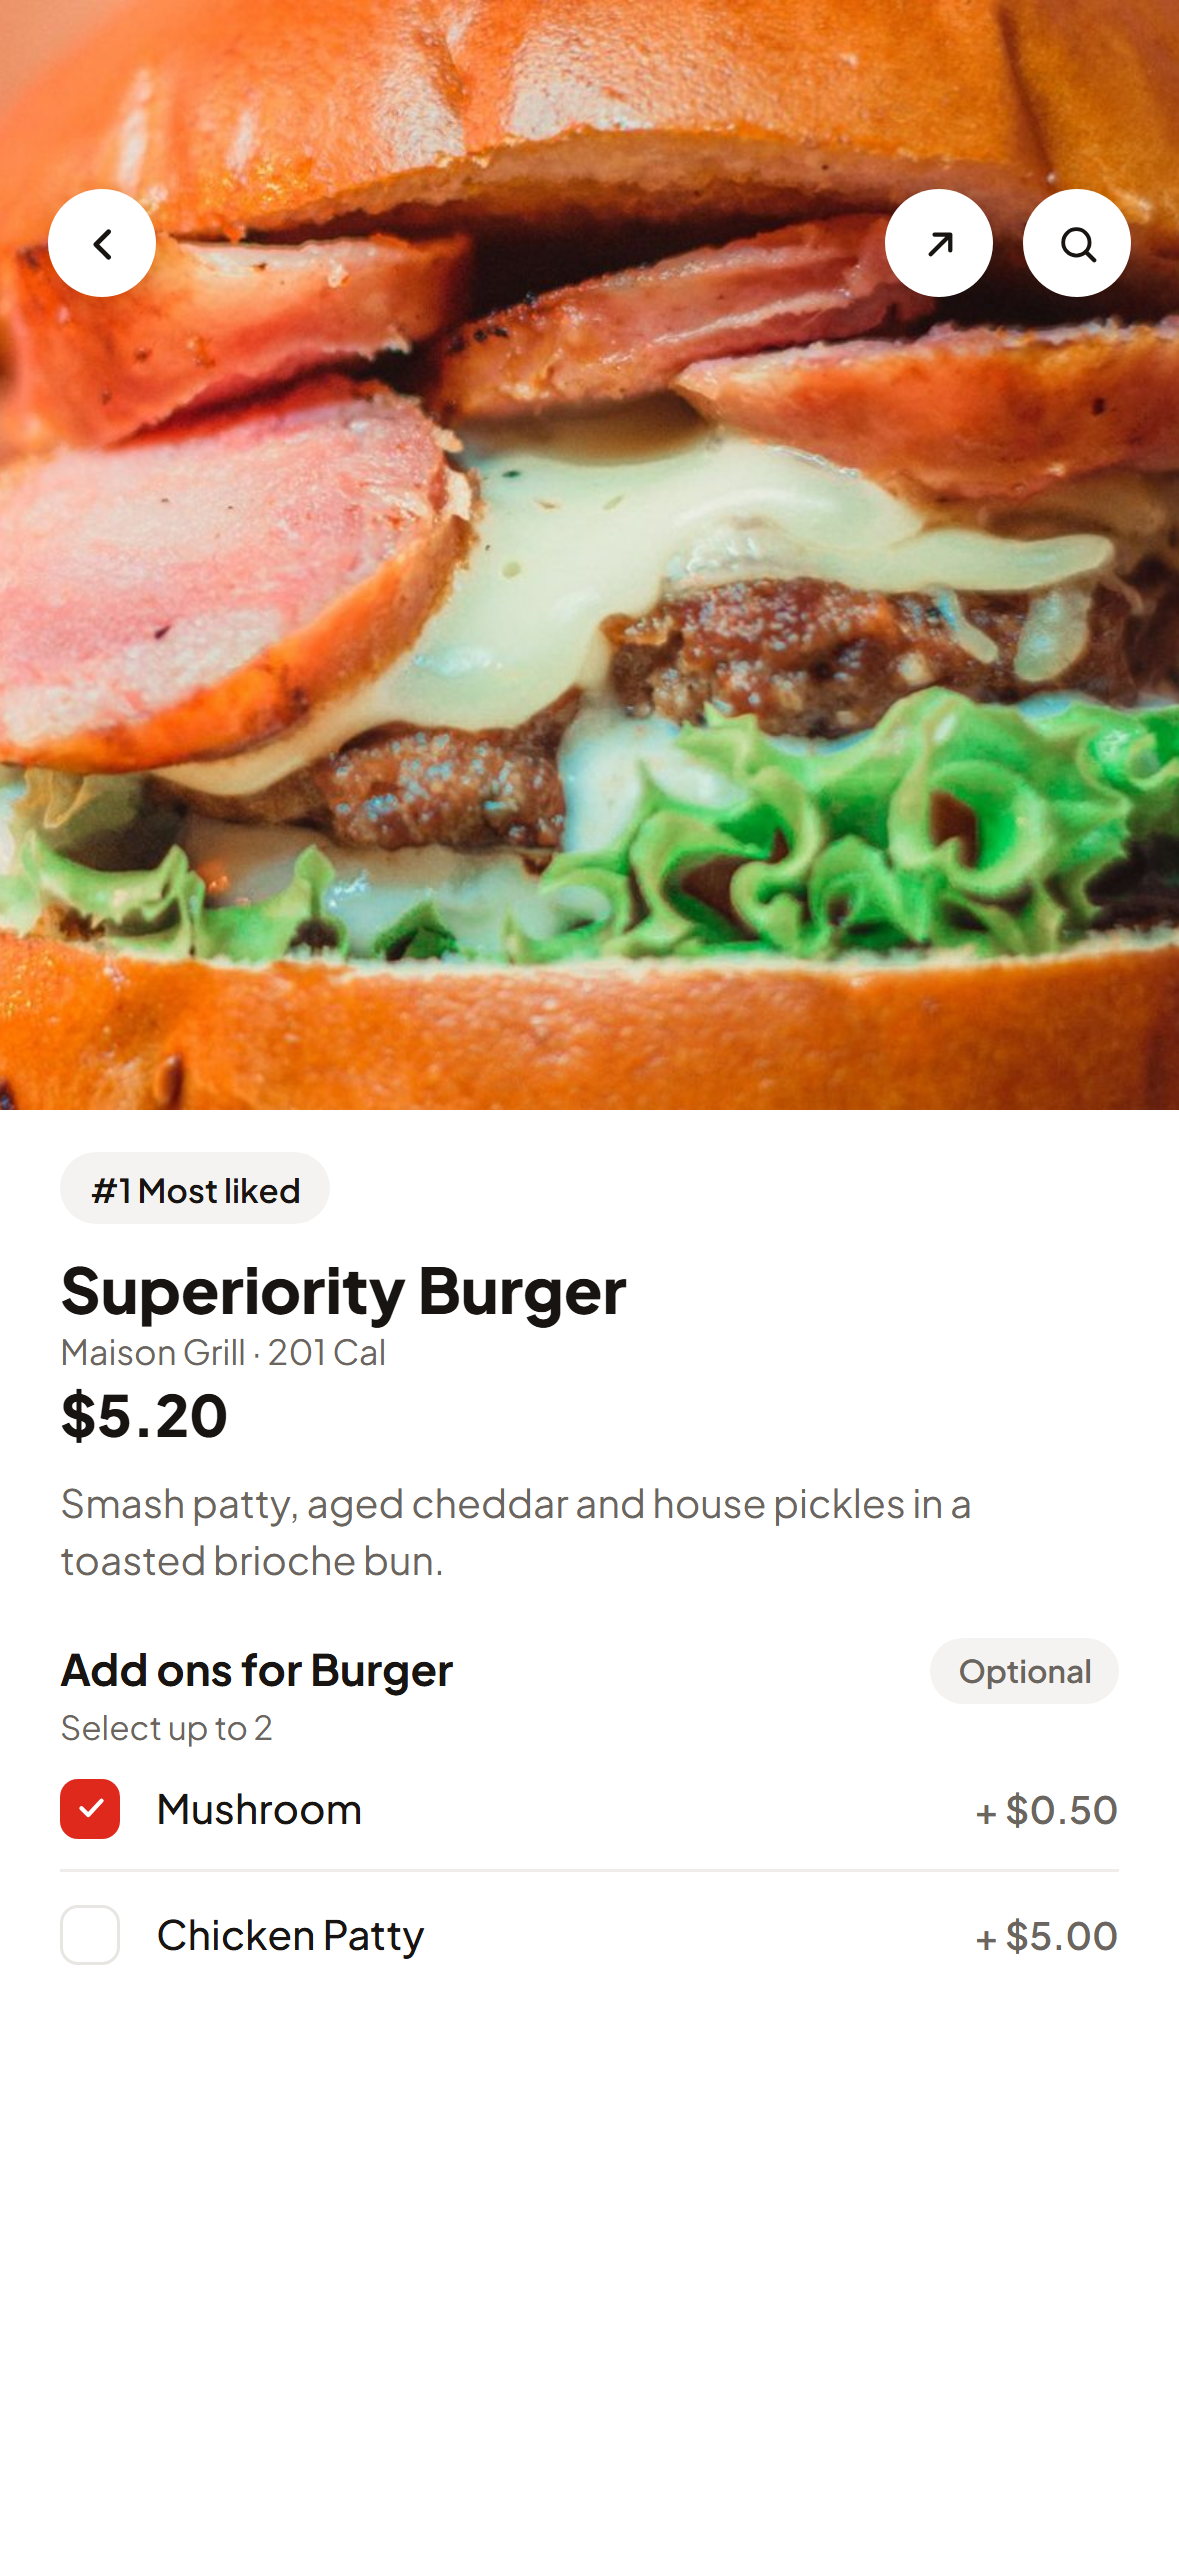 #1 Most liked
Superiority Burger
Maison Grill · 201 Cal
$5.20
Smash patty, aged cheddar and house pickles in a
toasted brioche bun.
Add ons for Burger
Optional
Select up to 2
Mushroom
+ $0.50
Chicken Patty
+ $5.00